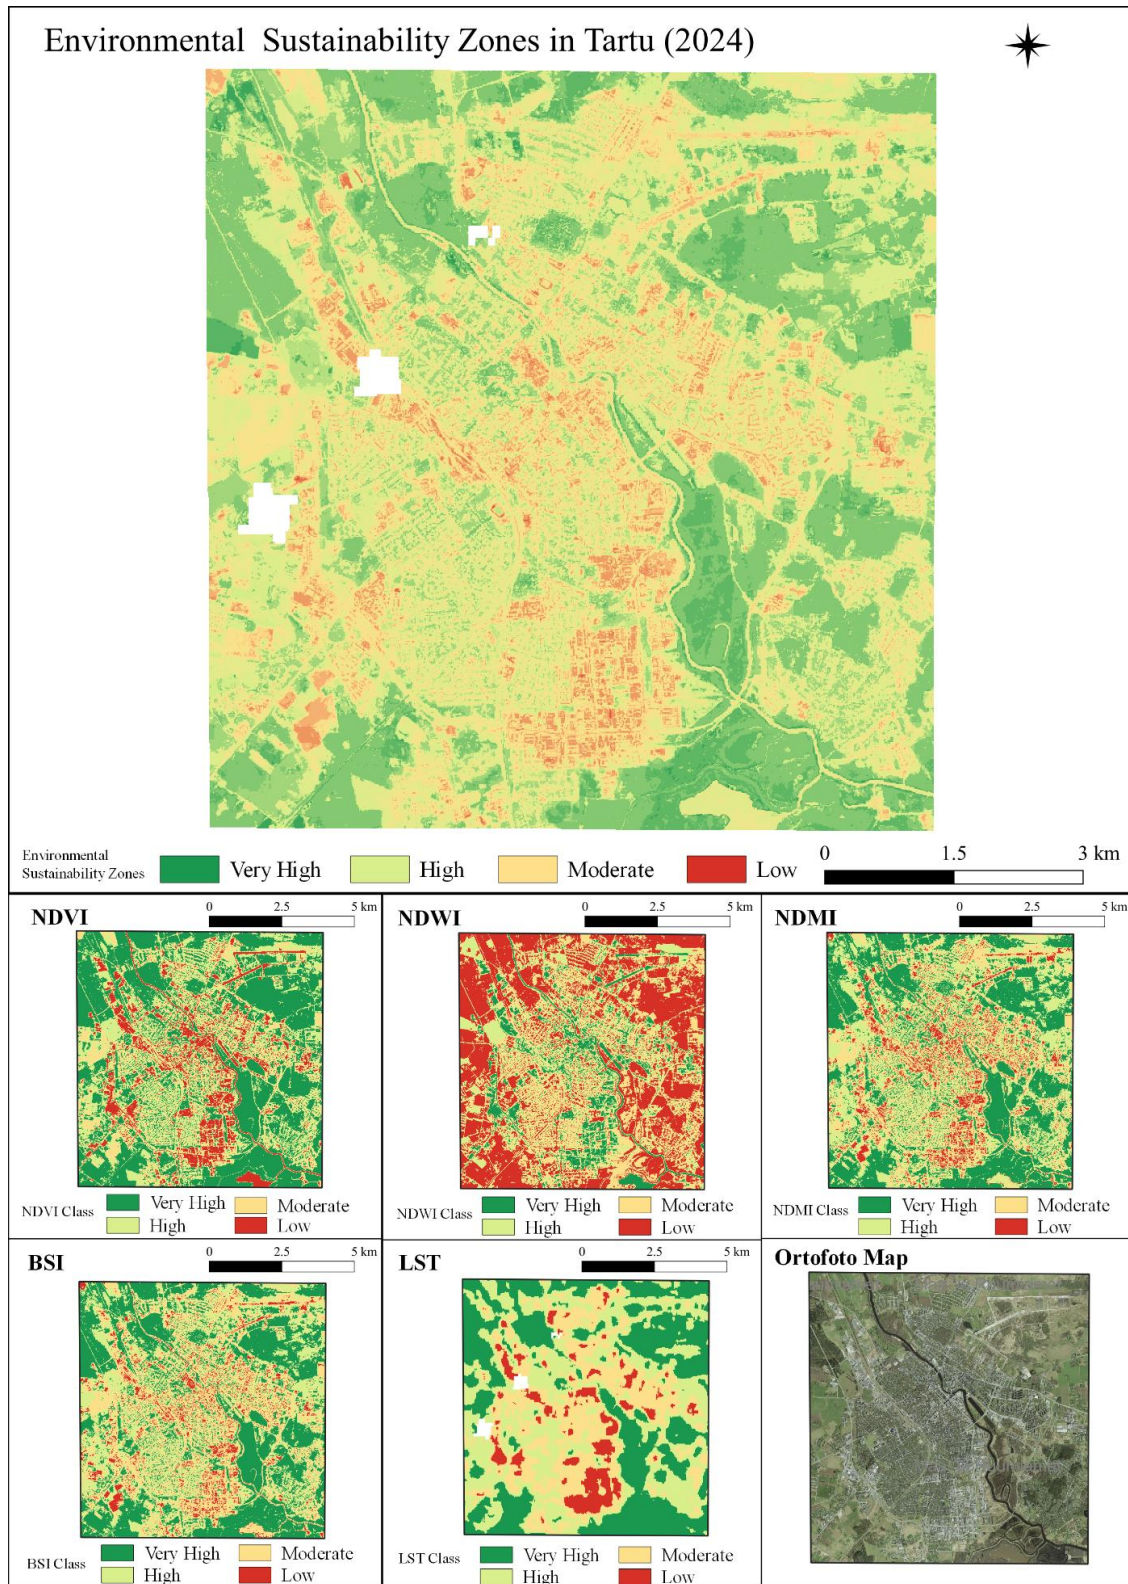 Environmental Sustainability Zones in Tartu (2024)
Environmental
Sustainability Zones
Very High
High
Moderate
Low
0 1.5 3 km
NDVI
0 2.5 5 km
NDVI Class
Very High
High
Moderate
Low
NDWI
0 2.5 5 km
NDWI Class
Very High
High
Moderate
Low
NDMI
0 2.5 5 km
NDMI Class
Very High
High
Moderate
Low
BSI
0 2.5 5 km
BSI Class
Very High
High
Moderate
Low
LST
0 2.5 5 km
LST Class
Very High
High
Moderate
Low
Ortofoto Map